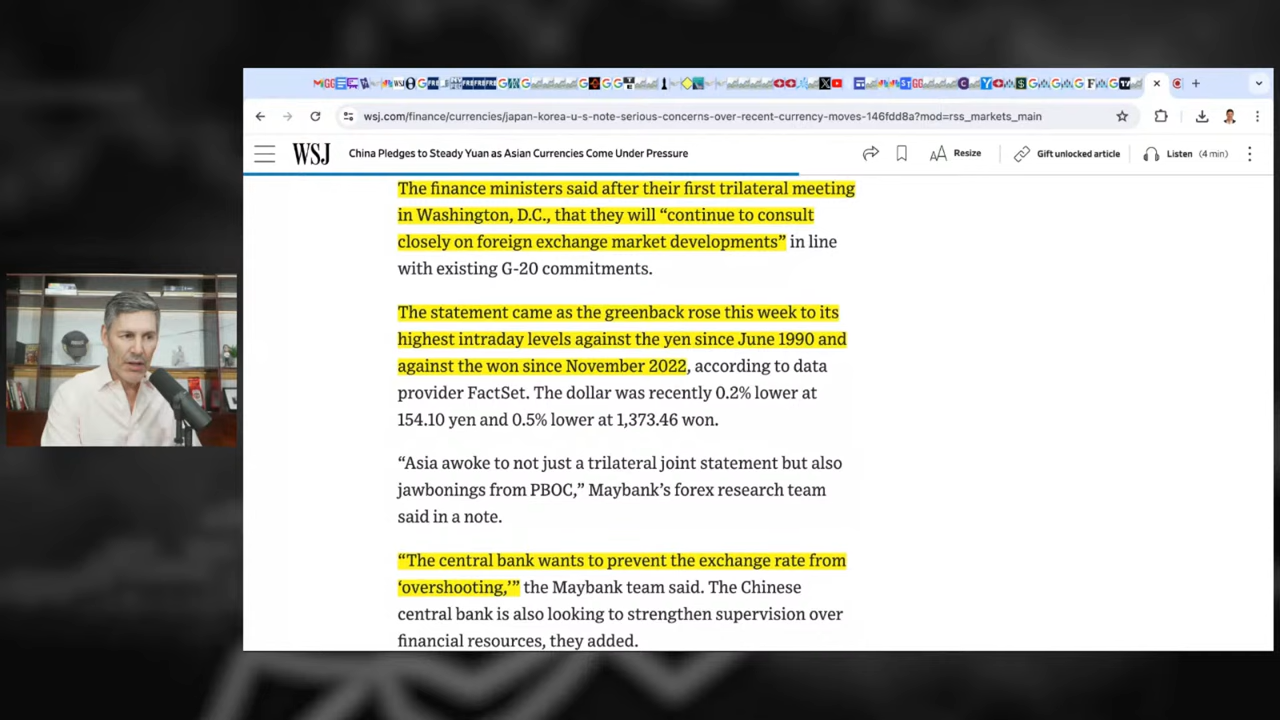 wsj.com/finance/currencies/japan-korea-u-s-note-serious-concerns-over-recent-currency-moves-146fdd8a?mod=rss_markets_main
WSJ China Pledges to Steady Yuan as Asian Currencies Come Under Pressure Resize Gift unlocked article Listen (4 min)
The finance ministers said after their first trilateral meeting
in Washington, D.C., that they will “continue to consult
closely on foreign exchange market developments” in line
with existing G-20 commitments.
The statement came as the greenback rose this week to its
highest intraday levels against the yen since June 1990 and
against the won since November 2022, according to data
provider FactSet. The dollar was recently 0.2% lower at
154.10 yen and 0.5% lower at 1,373.46 won.
“Asia awoke to not just a trilateral joint statement but also
jawbonings from PBOC,” Maybank’s forex research team
said in a note.
“The central bank wants to prevent the exchange rate from
‘overshooting,’” the Maybank team said. The Chinese
central bank is also looking to strengthen supervision over
financial resources, they added.